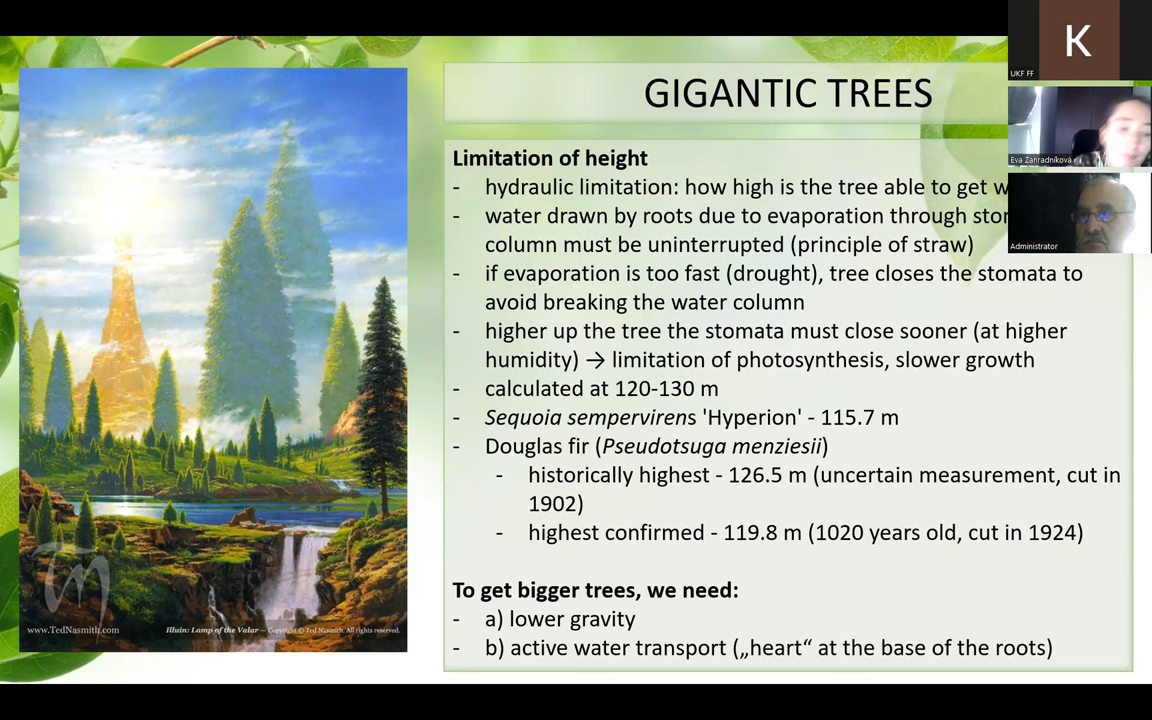 GIGANTIC TREES
Limitation of height
- hydraulic limitation: how high is the tree able to get
- water drawn by roots due to evaporation through
column must be uninterrupted (principle of straw)
- if evaporation is too fast (drought), tree closes the stomata to
avoid breaking the water column
- higher up the tree the stomata must close sooner (at higher
humidity) → limitation of photosynthesis, slower growth
- calculated at 120-130 m
- Sequoia sempervirens 'Hyperion' - 115.7 m
- Douglas fir (Pseudotsuga menziesii)
- historically highest - 126.5 m (uncertain measurement, cut in
1902)
- highest confirmed - 119.8 m (1020 years old, cut in 1924)
To get bigger trees, we need:
- a) lower gravity
- b) active water transport („heart“ at the base of the roots)
www.TedNasmith.com
Illuin: Lamp of the Valar — Copyright © Ted Nasmith. All rights reserved.
K
UKF FF
Eva Zahradníková
Administrator